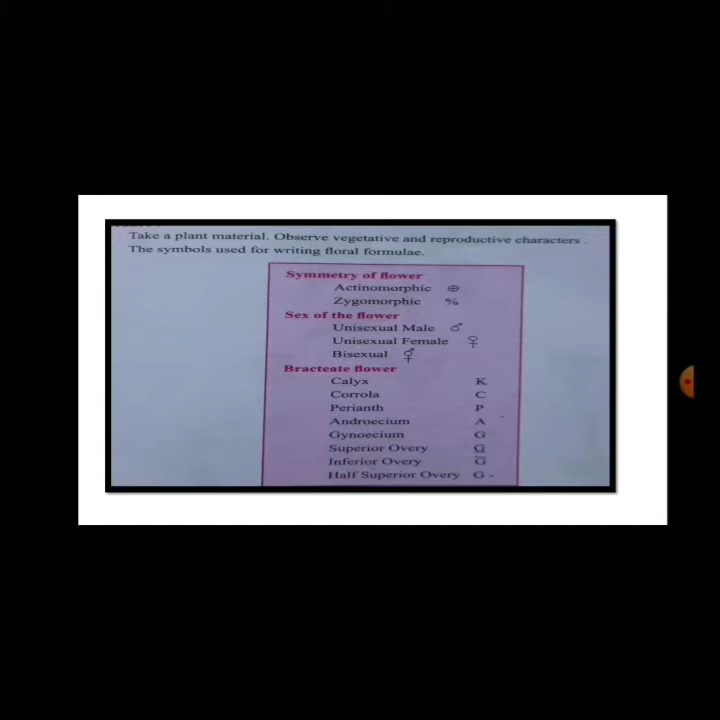 Take a plant material. Observe vegetative and reproductive characters .
The symbols used for writing floral formulae.
Symmetry of flower
Actinomorphic ⊕
Zygomorphic %
Sex of the flower
Unisexual Male ♂
Unisexual Female ♀
Bisexual ⚥
Bracteate flower
Calyx K
Corrola C
Perianth P
Androecium A
Gynoecium G
Superior Overy G̲
Inferior Overy G̅
Half Superior Overy G -